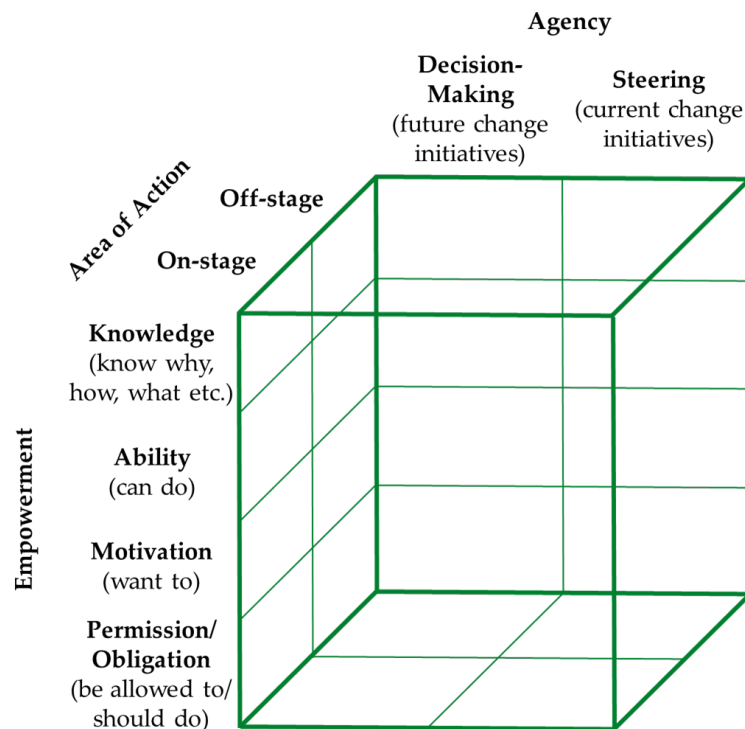 Agency
Decision-
Making
(future change
initiatives)
Steering
(current change
initiatives)
Area of Action
Off-stage
On-stage
Empowerment
Knowledge
(know why,
how, what etc.)
Ability
(can do)
Motivation
(want to)
Permission/
Obligation
(be allowed to/
should do)